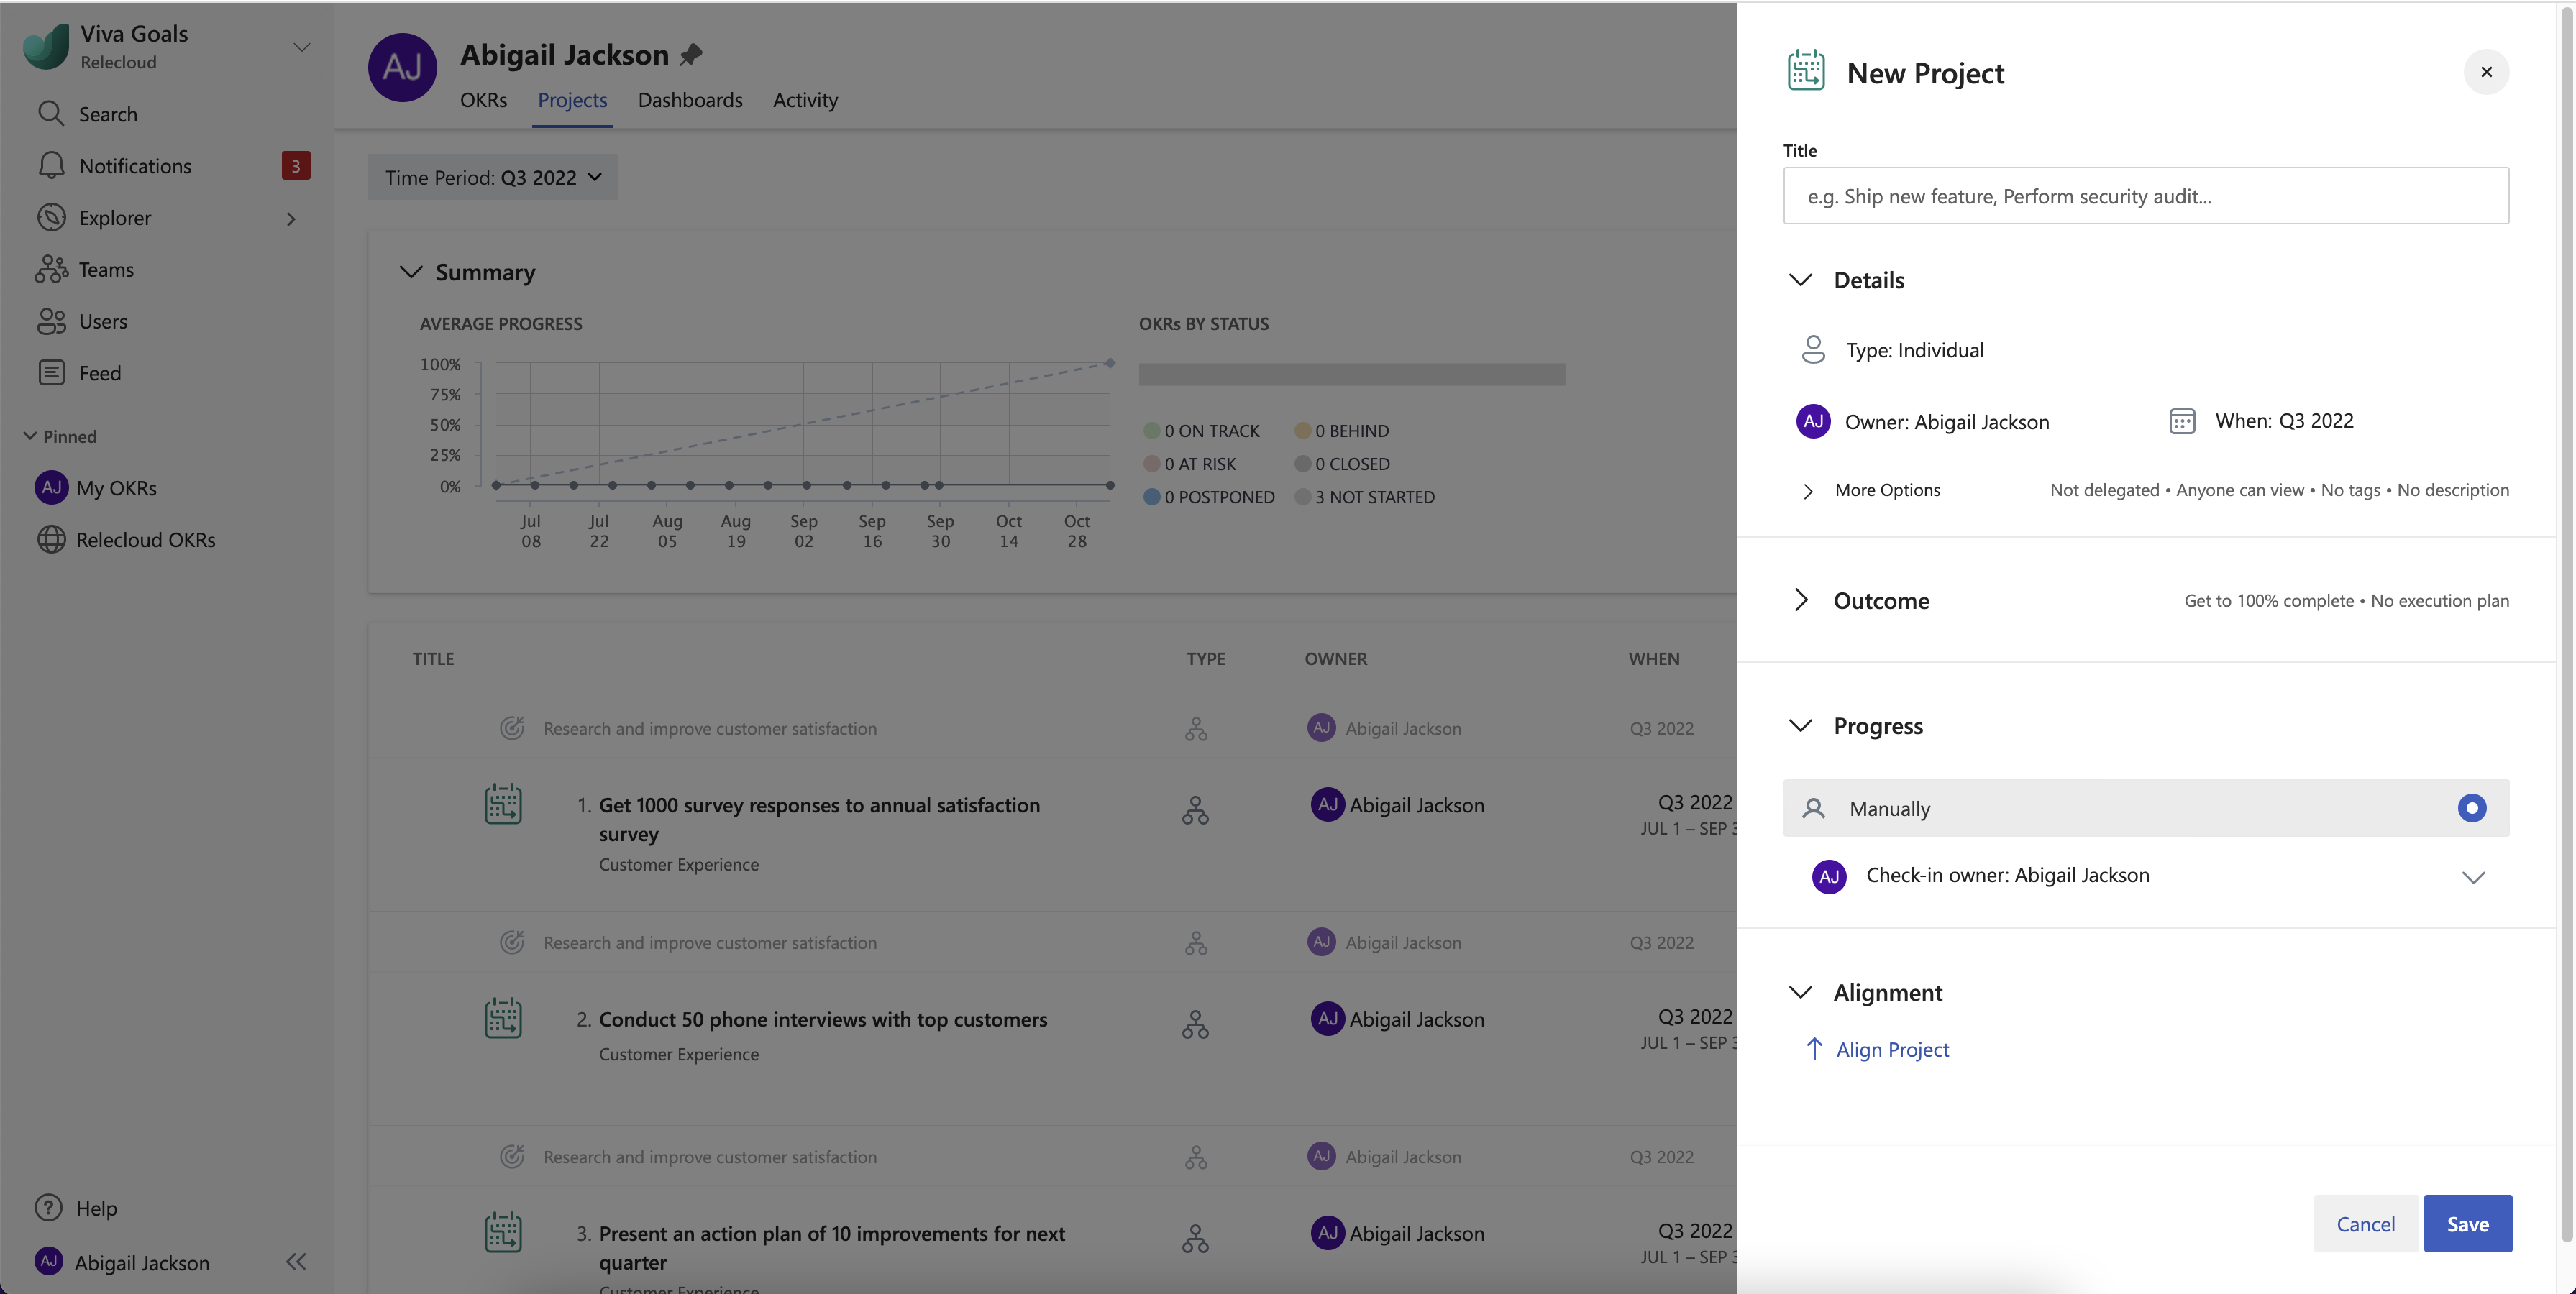 Viva Goals
Relecloud
Search
Notifications 3
Explorer
Teams
Users
Feed
Pinned
AJ My OKRs
Relecloud OKRs
Help
AJ Abigail Jackson
AJ Abigail Jackson
OKRs Projects Dashboards Activity
Time Period: Q3 2022
Summary
AVERAGE PROGRESS
100%
75%
50%
25%
0%
Jul 08
Jul 22
Aug 05
Aug 19
Sep 02
Sep 16
Sep 30
Oct 14
Oct 28
OKRs BY STATUS
0 ON TRACK 0 BEHIND
0 AT RISK 0 CLOSED
0 POSTPONED 3 NOT STARTED
TITLE TYPE OWNER WHEN
Research and improve customer satisfaction AJ Abigail Jackson Q3 2022
1. Get 1000 survey responses to annual satisfaction AJ Abigail Jackson Q3 2022
survey JUL 1 – SEP 3
Customer Experience
Research and improve customer satisfaction AJ Abigail Jackson Q3 2022
2. Conduct 50 phone interviews with top customers AJ Abigail Jackson Q3 2022
JUL 1 – SEP 3
Customer Experience
Research and improve customer satisfaction AJ Abigail Jackson Q3 2022
3. Present an action plan of 10 improvements for next AJ Abigail Jackson Q3 2022
quarter JUL 1 – SEP 3
Customer Experience
New Project
Title
e.g. Ship new feature, Perform security audit...
Details
Type: Individual
AJ Owner: Abigail Jackson When: Q3 2022
More Options Not delegated • Anyone can view • No tags • No description
Outcome Get to 100% complete • No execution plan
Progress
Manually
AJ Check-in owner: Abigail Jackson
Alignment
Align Project
Cancel Save